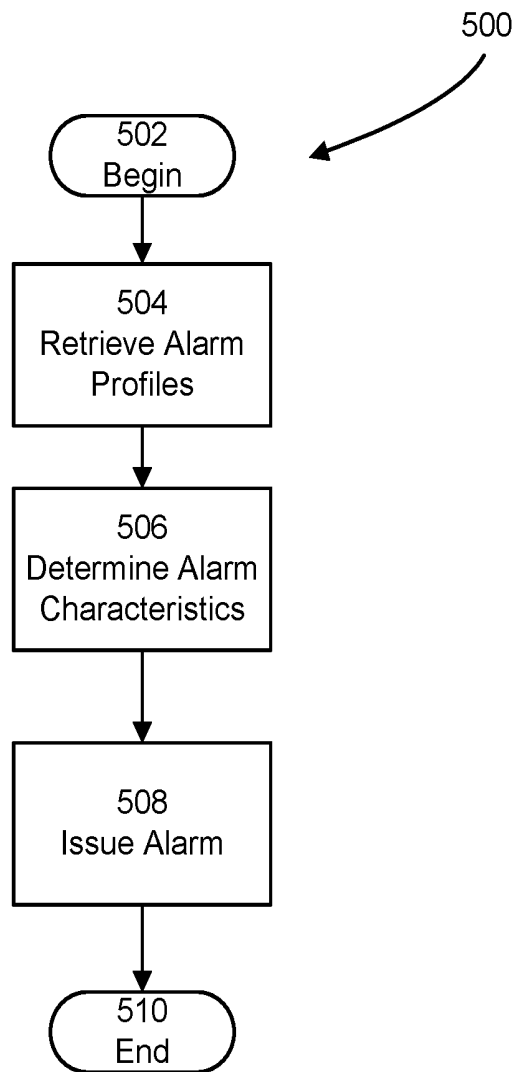 500
502
Begin
504
Retrieve Alarm
Profiles
506
Determine Alarm
Characteristics
508
Issue Alarm
510
End